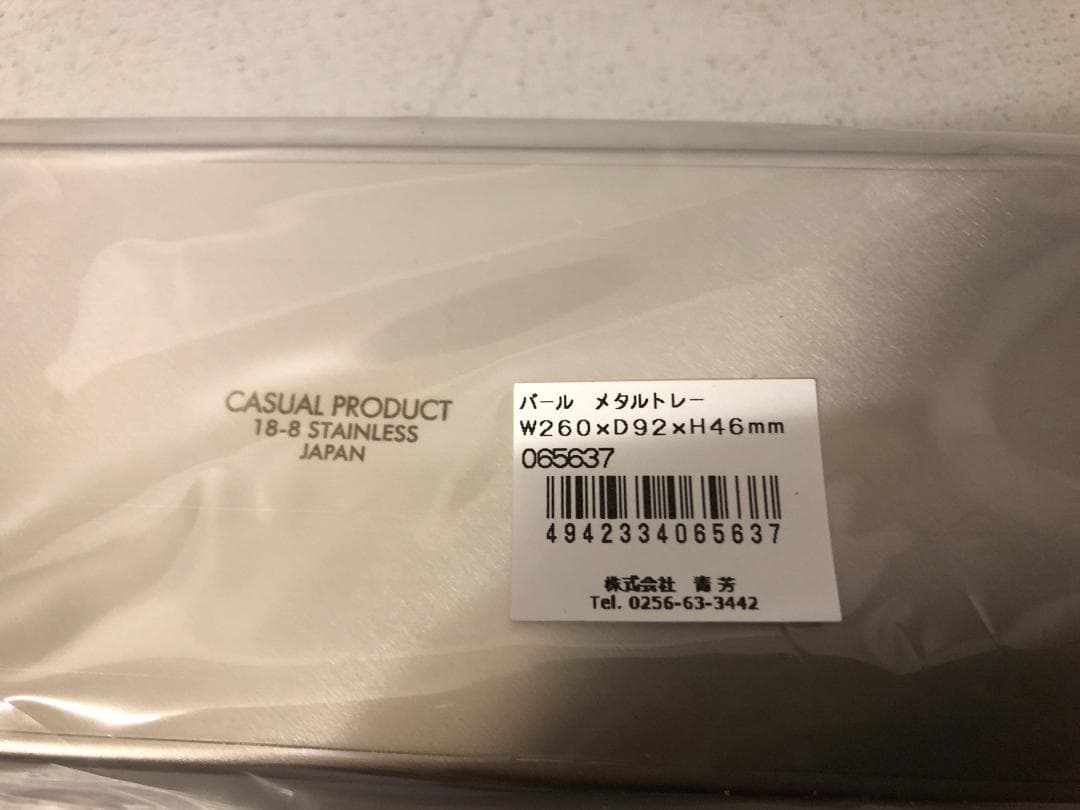 CASUAL PRODUCT
18-8 STAINLESS
JAPAN
バール　メタルトレー
W260×D92×H46mm
065637
4942334065637
株式会社　青芳
Tel. 0256-63-3442